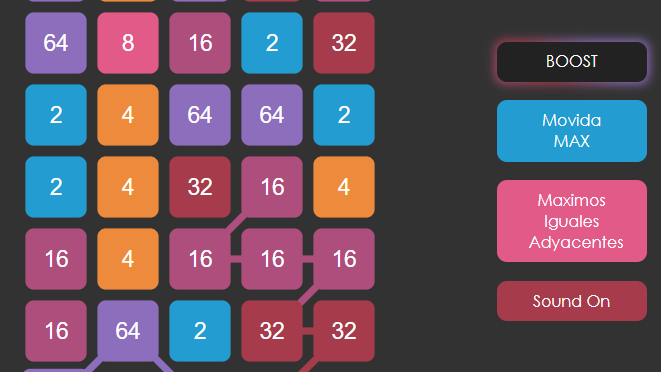 64 8 16 2 32
BOOST
2 4 64 64 2
Movida
MAX
2 4 32 16 4
Maximos
Iguales
Adyacentes
16 4 16 16 16
16 64 2 32 32
Sound On